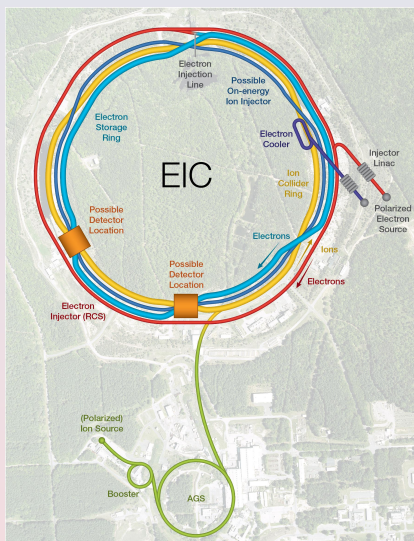 Electron
Injection
Line
Possible
On-energy
Ion Injector
Electron
Storage
Ring
Electron
Cooler
Injector
Linac
EIC
Ion
Collider
Ring
Polarized
Electron
Source
Possible
Detector
Location
Electrons
Ions
Possible
Detector
Location
Electrons
Electron
Injector (RCS)
(Polarized)
Ion Source
Booster
AGS